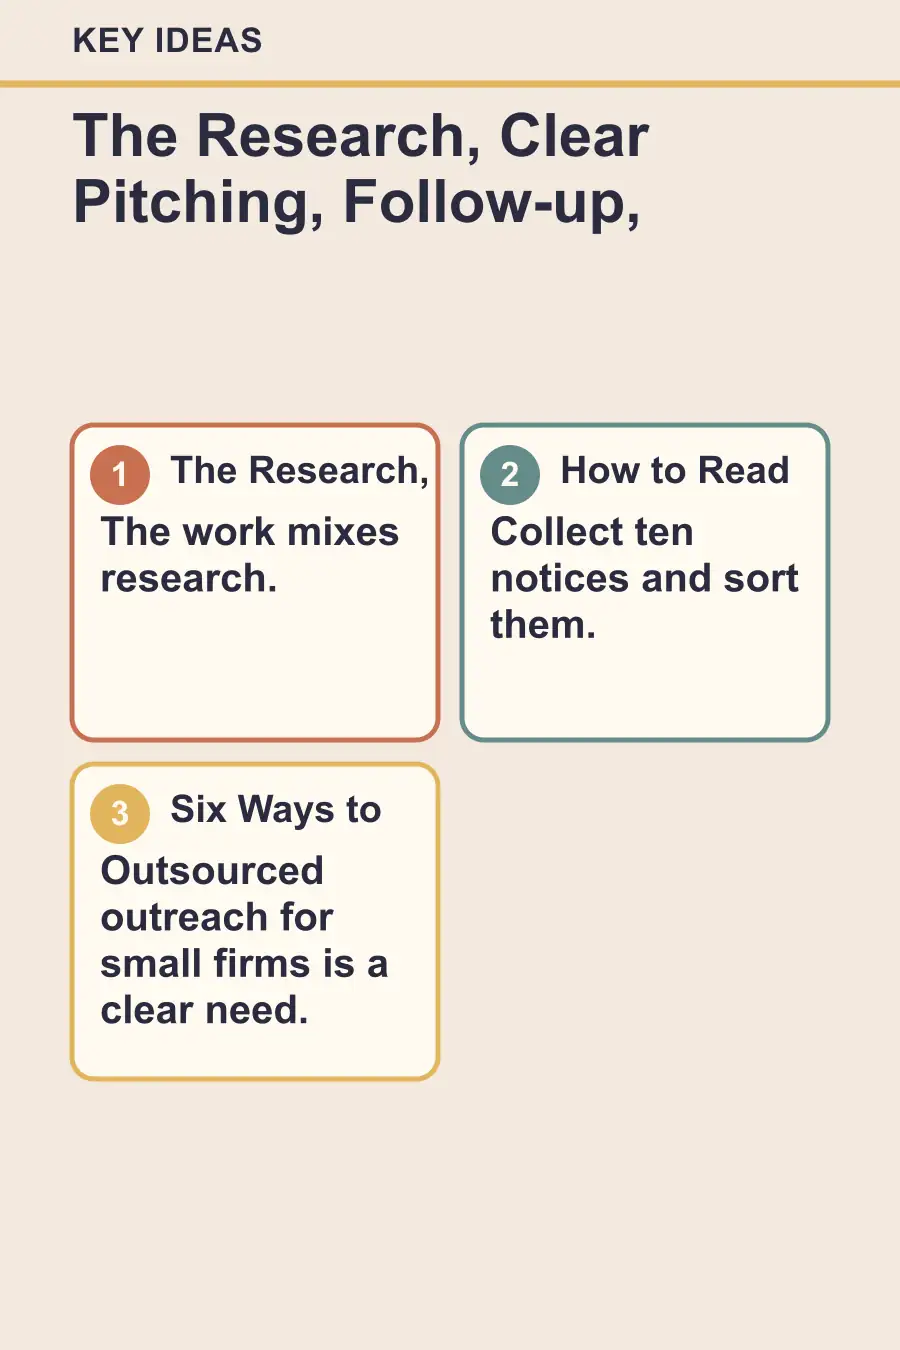 KEY IDEAS
The Research, Clear
Pitching, Follow-up,
1
The Research,
The work mixes
research.
2
How to Read
Collect ten
notices and sort
them.
3
Six Ways to
Outsourced
outreach for
small firms is a
clear need.